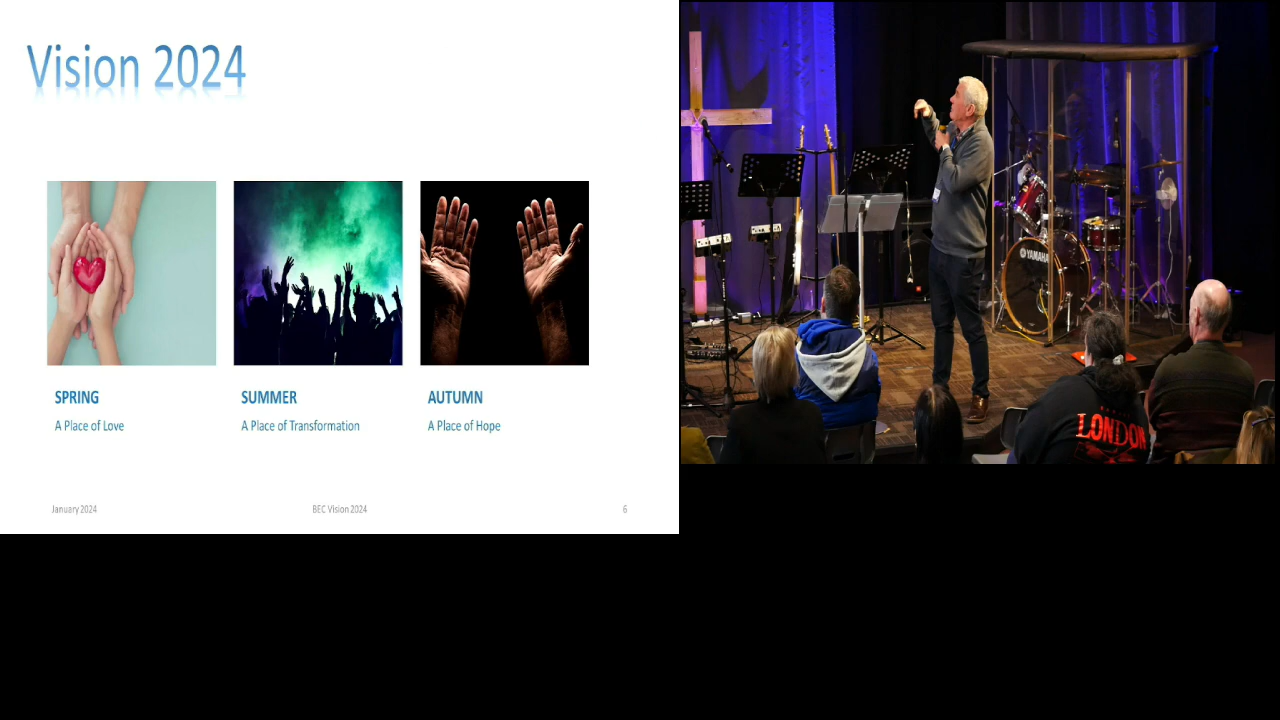 Vision 2024
SPRING
A Place of Love
SUMMER
A Place of Transformation
AUTUMN
A Place of Hope
January 2024
BEC Vision 2024
6
YAMAHA
LONDON